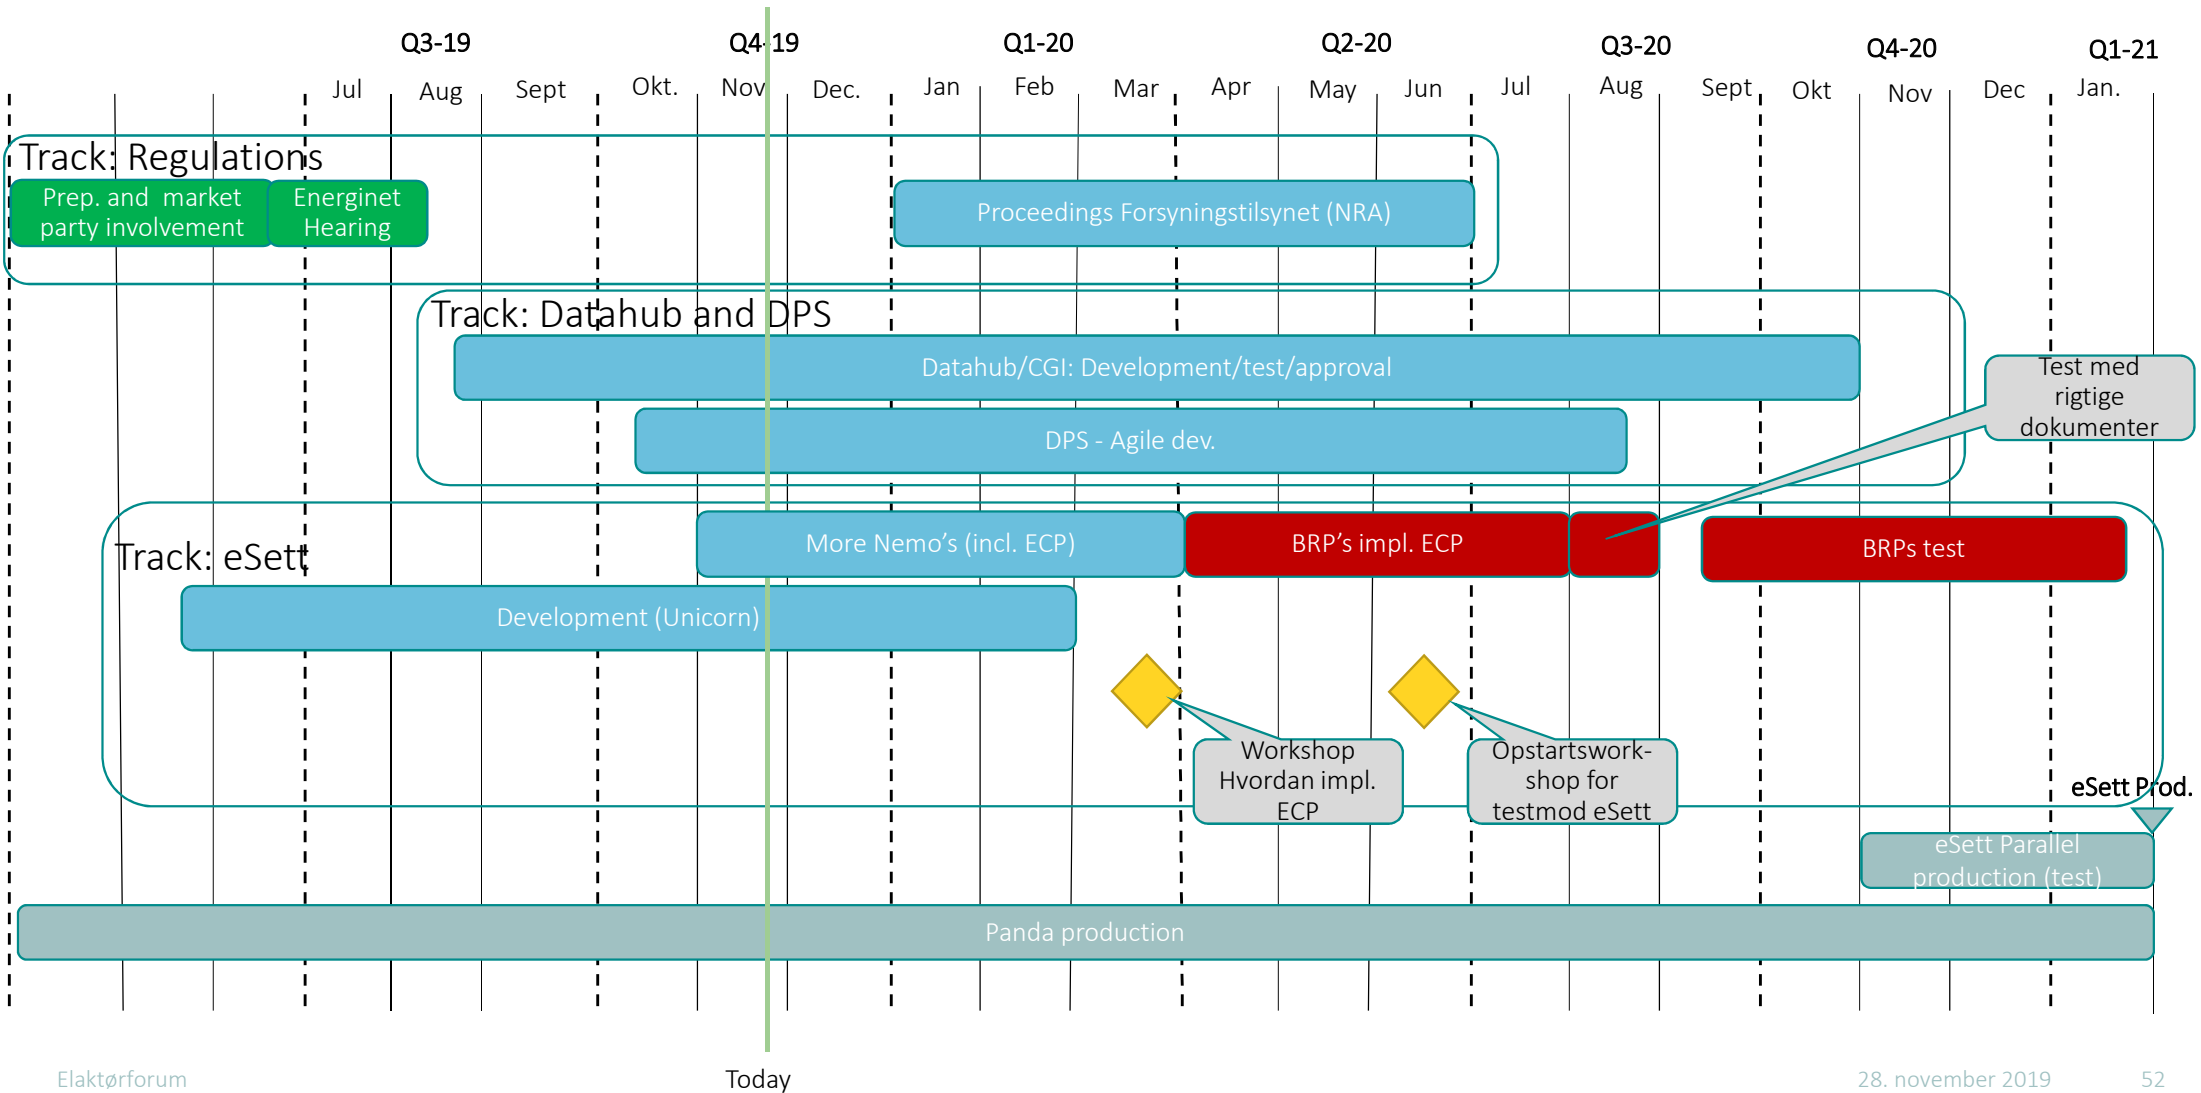 Q3-19
Q4-19
Q1-20
Q2-20
Q3-20
Q4-20
Q1-21
Jul
Aug
Sept
Okt.
Nov
Dec.
Jan
Feb
Mar
Apr
May
Jun
Jul
Aug
Sept
Okt
Nov
Dec
Jan.
Track: Regulations
Prep. and market
party involvement
Energinet
Hearing
Proceedings Forsyningstilsynet (NRA)
Track: Datahub and DPS
Datahub/CGI: Development/test/approval
Test med
rigtige
dokumenter
DPS - Agile dev.
Track: eSett
More Nemo’s (incl. ECP)
BRP’s impl. ECP
BRPs test
Development (Unicorn)
Workshop
Hvordan impl.
ECP
Opstartswork-
shop for
testmod eSett
eSett Prod.
eSett Parallel
production (test)
Panda production
Today
Elaktørforum
28. november 2019
52